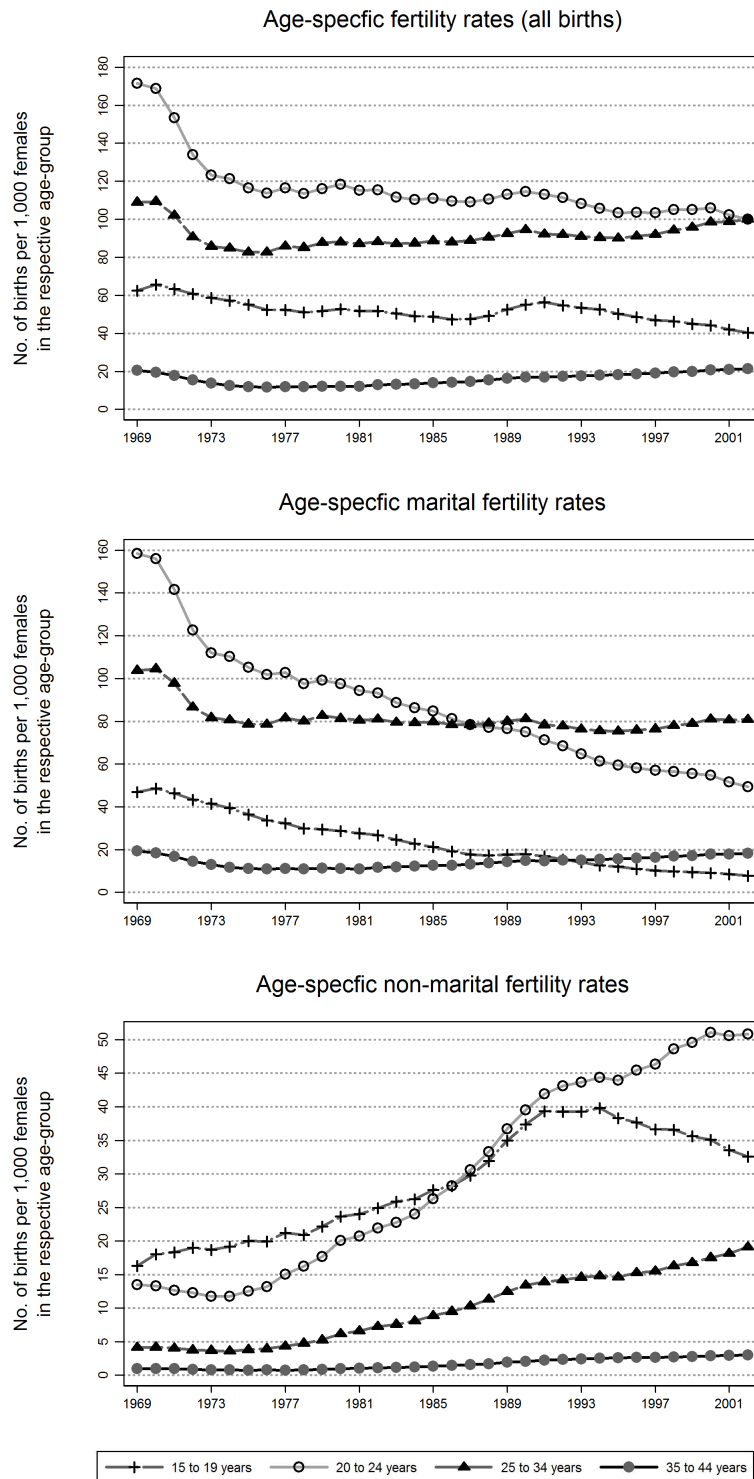 Age-specfic fertility rates (all births)
No. of births per 1,000 females
in the respective age-group
180
160
140
120
100
80
60
40
20
0
1969 1973 1977 1981 1985 1989 1993 1997 2001
Age-specfic marital fertility rates
No. of births per 1,000 females
in the respective age-group
160
140
120
100
80
60
40
20
0
1969 1973 1977 1981 1985 1989 1993 1997 2001
Age-specfic non-marital fertility rates
No. of births per 1,000 females
in the respective age-group
50
45
40
35
30
25
20
15
10
5
0
1969 1973 1977 1981 1985 1989 1993 1997 2001
15 to 19 years 20 to 24 years 25 to 34 years 35 to 44 years